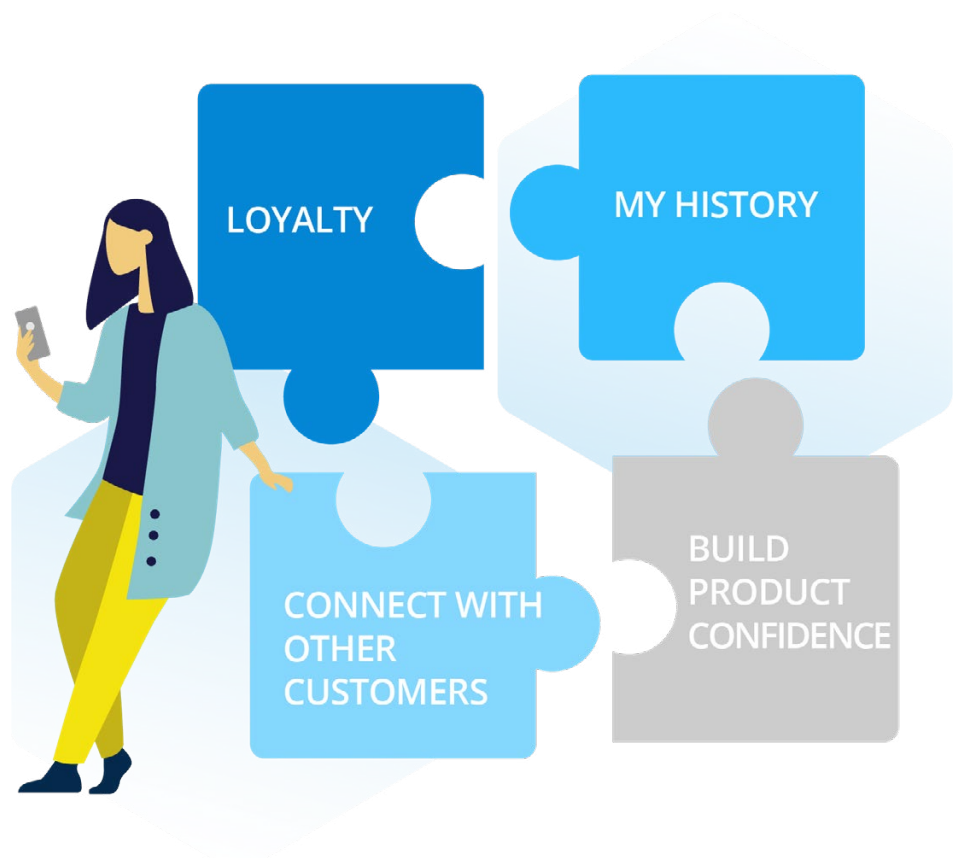 LOYALTY
MY HISTORY
CONNECT WITH
OTHER
CUSTOMERS
BUILD
PRODUCT
CONFIDENCE